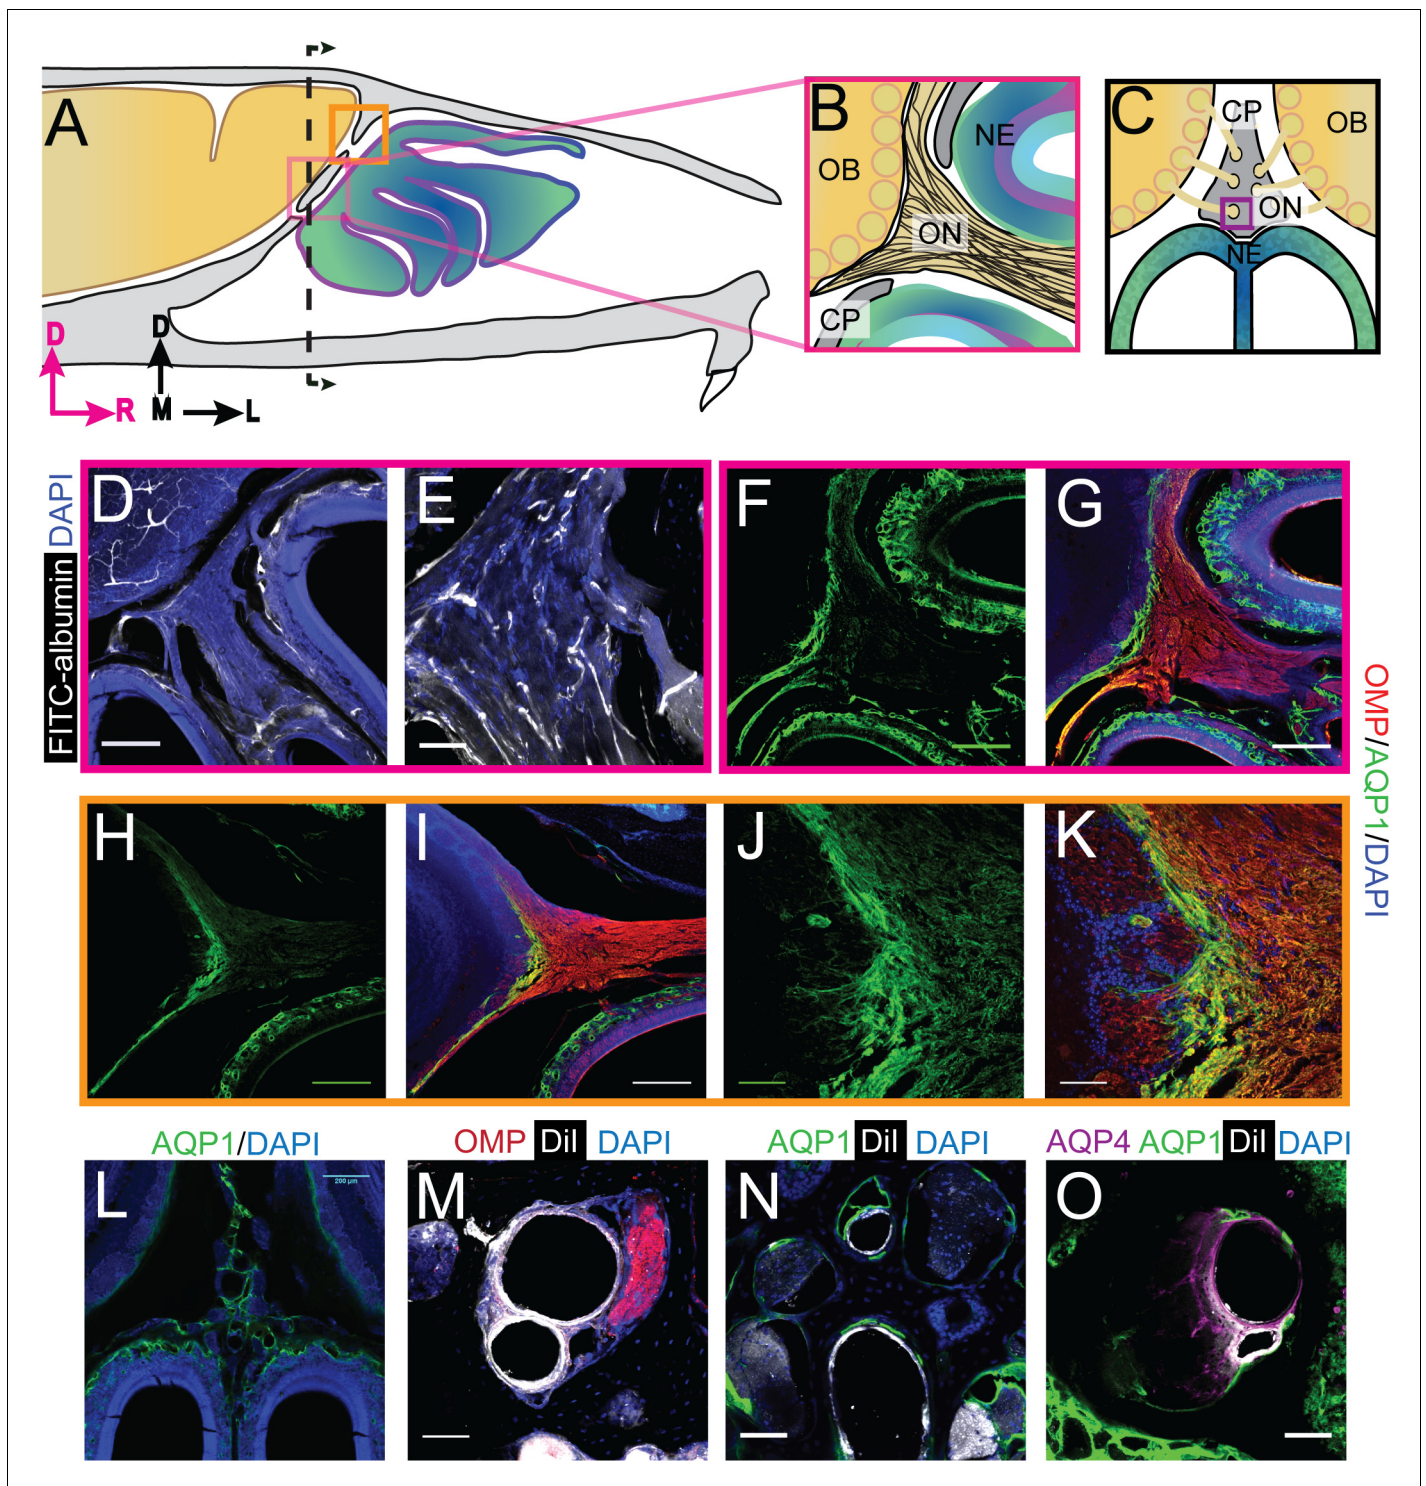 A
D
R
D
M
L
B
OB
NE
ON
CP
C
CP
OB
ON
NE
FITC-albumin DAPI
D
E
F
G
OMP/AQP1/DAPI
H
I
J
K
AQP1/DAPI
OMP DiI DAPI
AQP1 DiI DAPI
AQP4 AQP1 DiI DAPI
L
200 µm
M
N
O